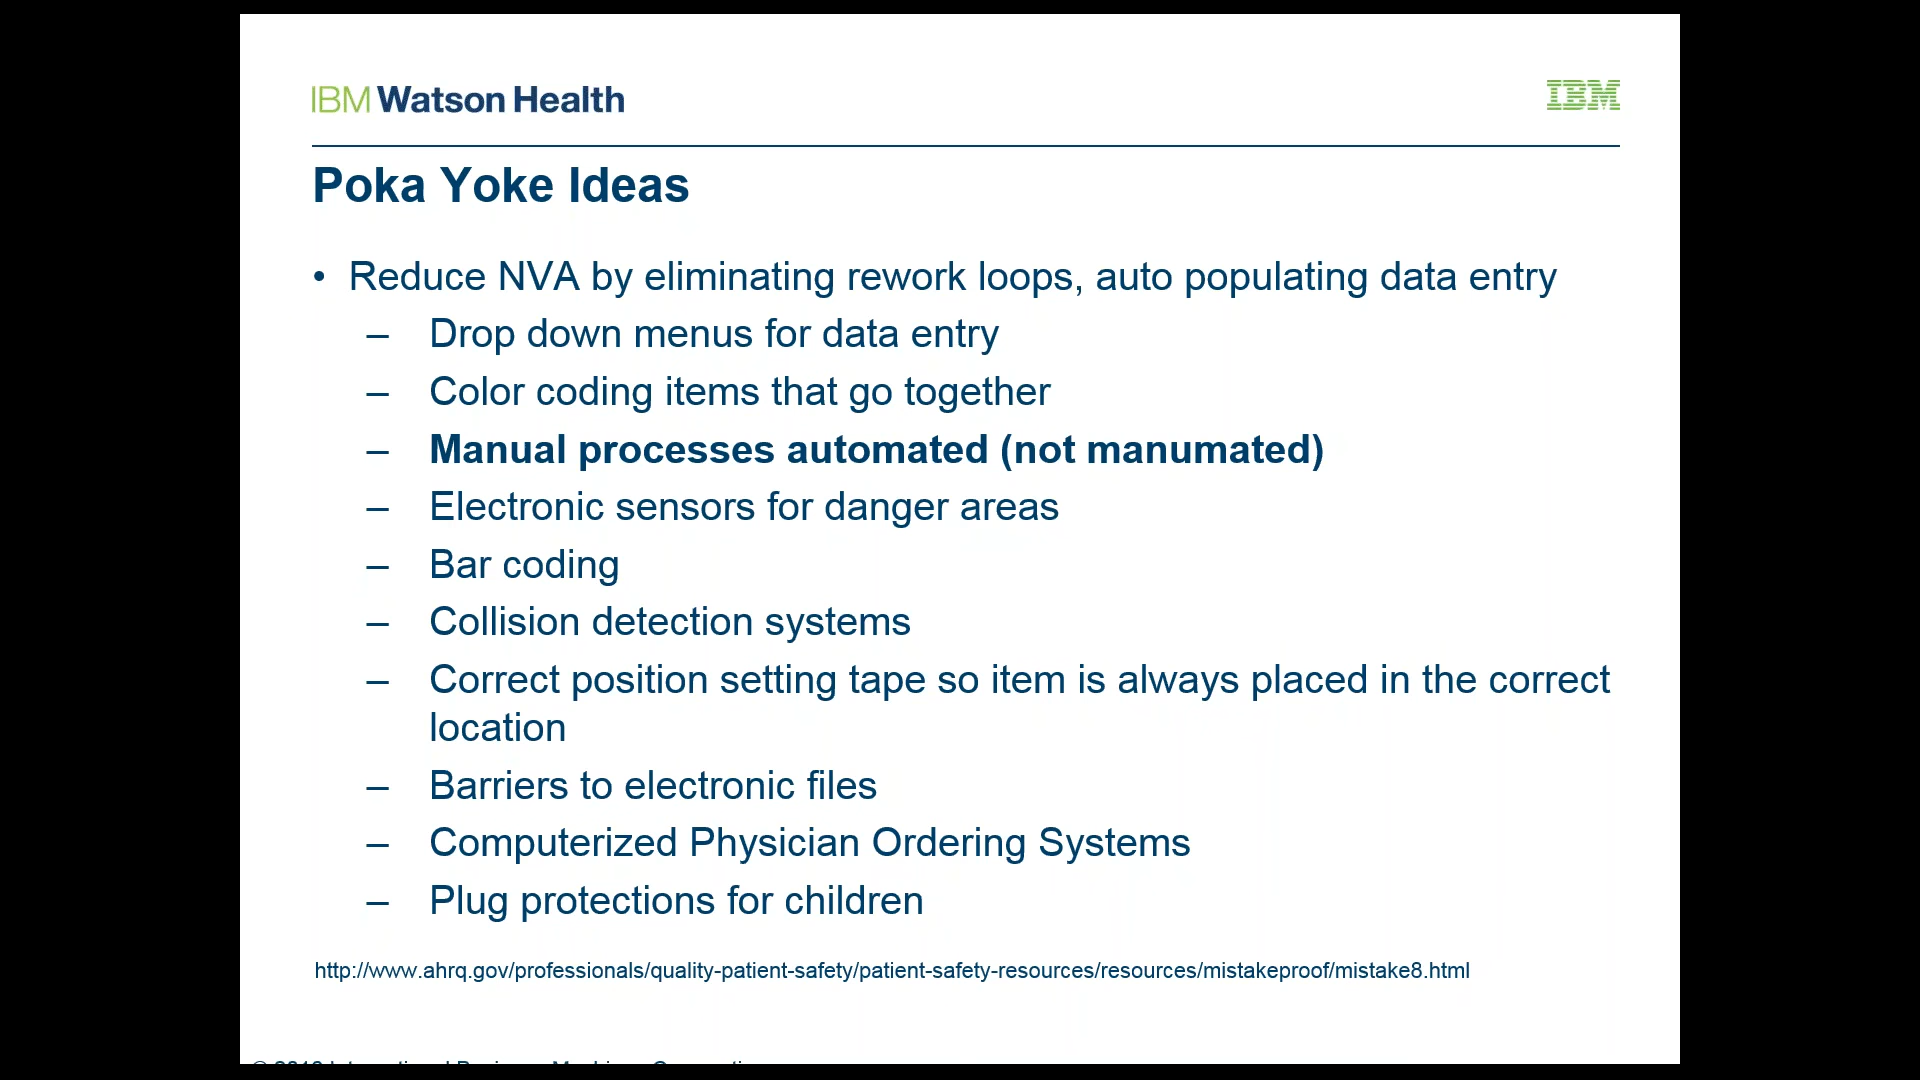 IBM Watson Health
IBM
Poka Yoke Ideas
• Reduce NVA by eliminating rework loops, auto populating data entry
– Drop down menus for data entry
– Color coding items that go together
– Manual processes automated (not manumated)
– Electronic sensors for danger areas
– Bar coding
– Collision detection systems
– Correct position setting tape so item is always placed in the correct
location
– Barriers to electronic files
– Computerized Physician Ordering Systems
– Plug protections for children
http://www.ahrq.gov/professionals/quality-patient-safety/patient-safety-resources/resources/mistakeproof/mistake8.html